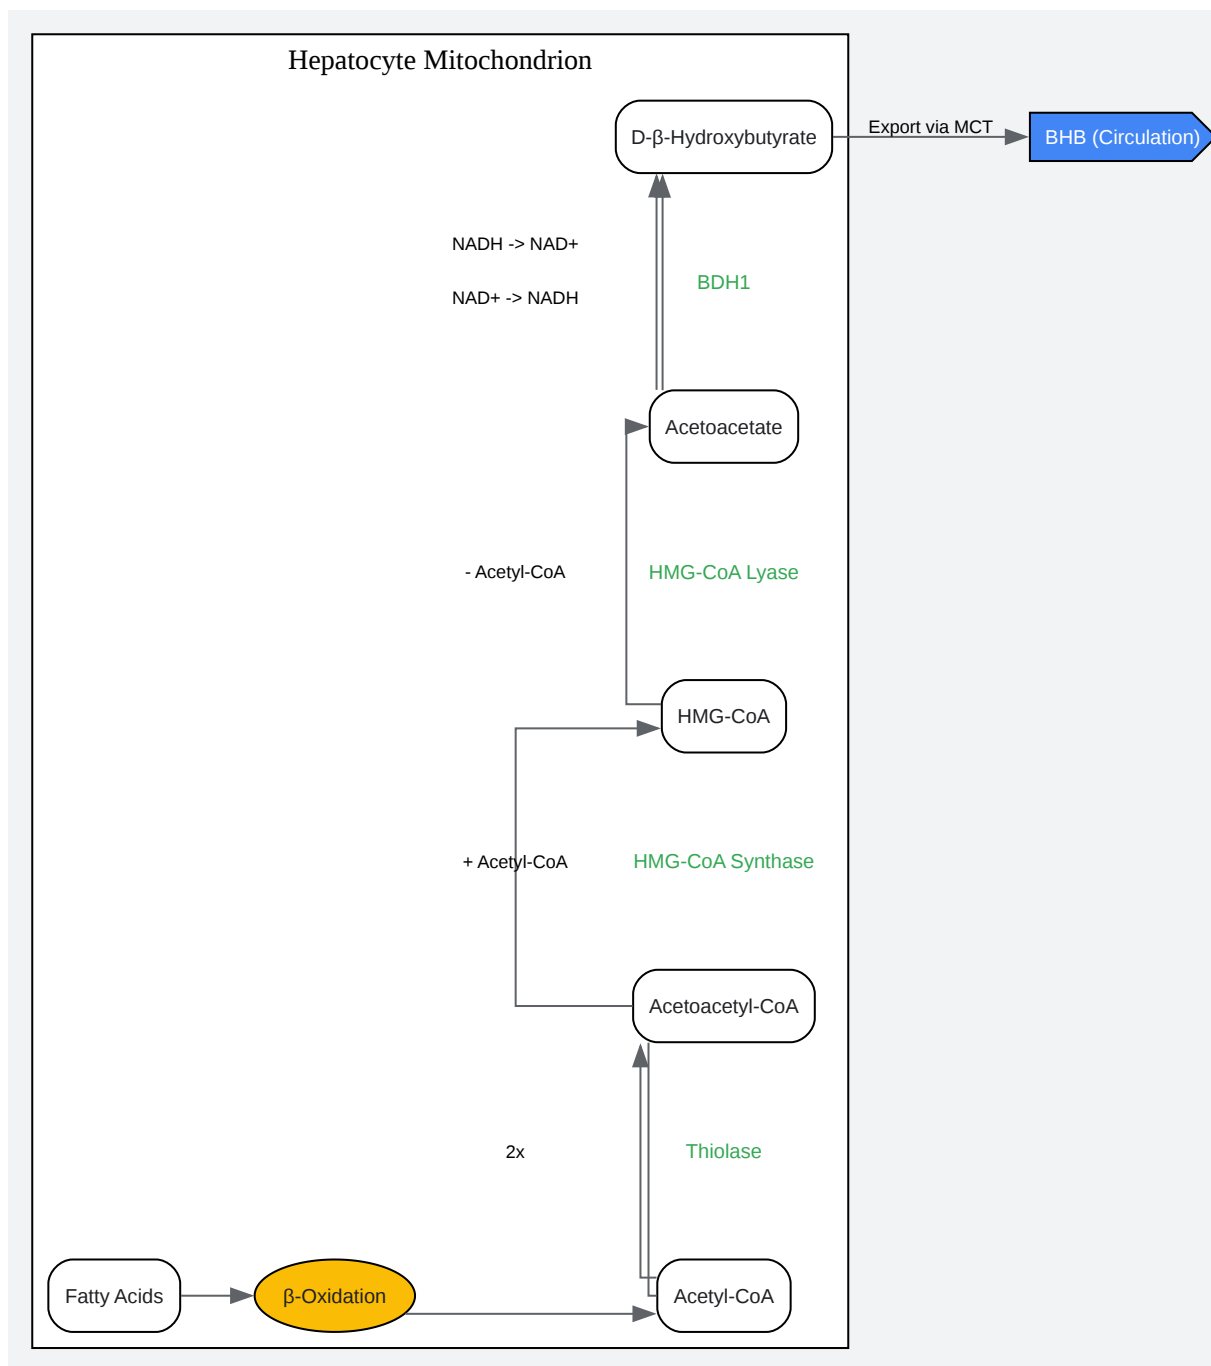 Hepatocyte Mitochondrion
D-β-Hydroxybutyrate
Export via MCT
BHB (Circulation)
NADH -> NAD+
BDH1
NAD+ -> NADH
Acetoacetate
- Acetyl-CoA
HMG-CoA Lyase
HMG-CoA
+ Acetyl-CoA
HMG-CoA Synthase
Acetoacetyl-CoA
2x
Thiolase
Fatty Acids
β-Oxidation
Acetyl-CoA